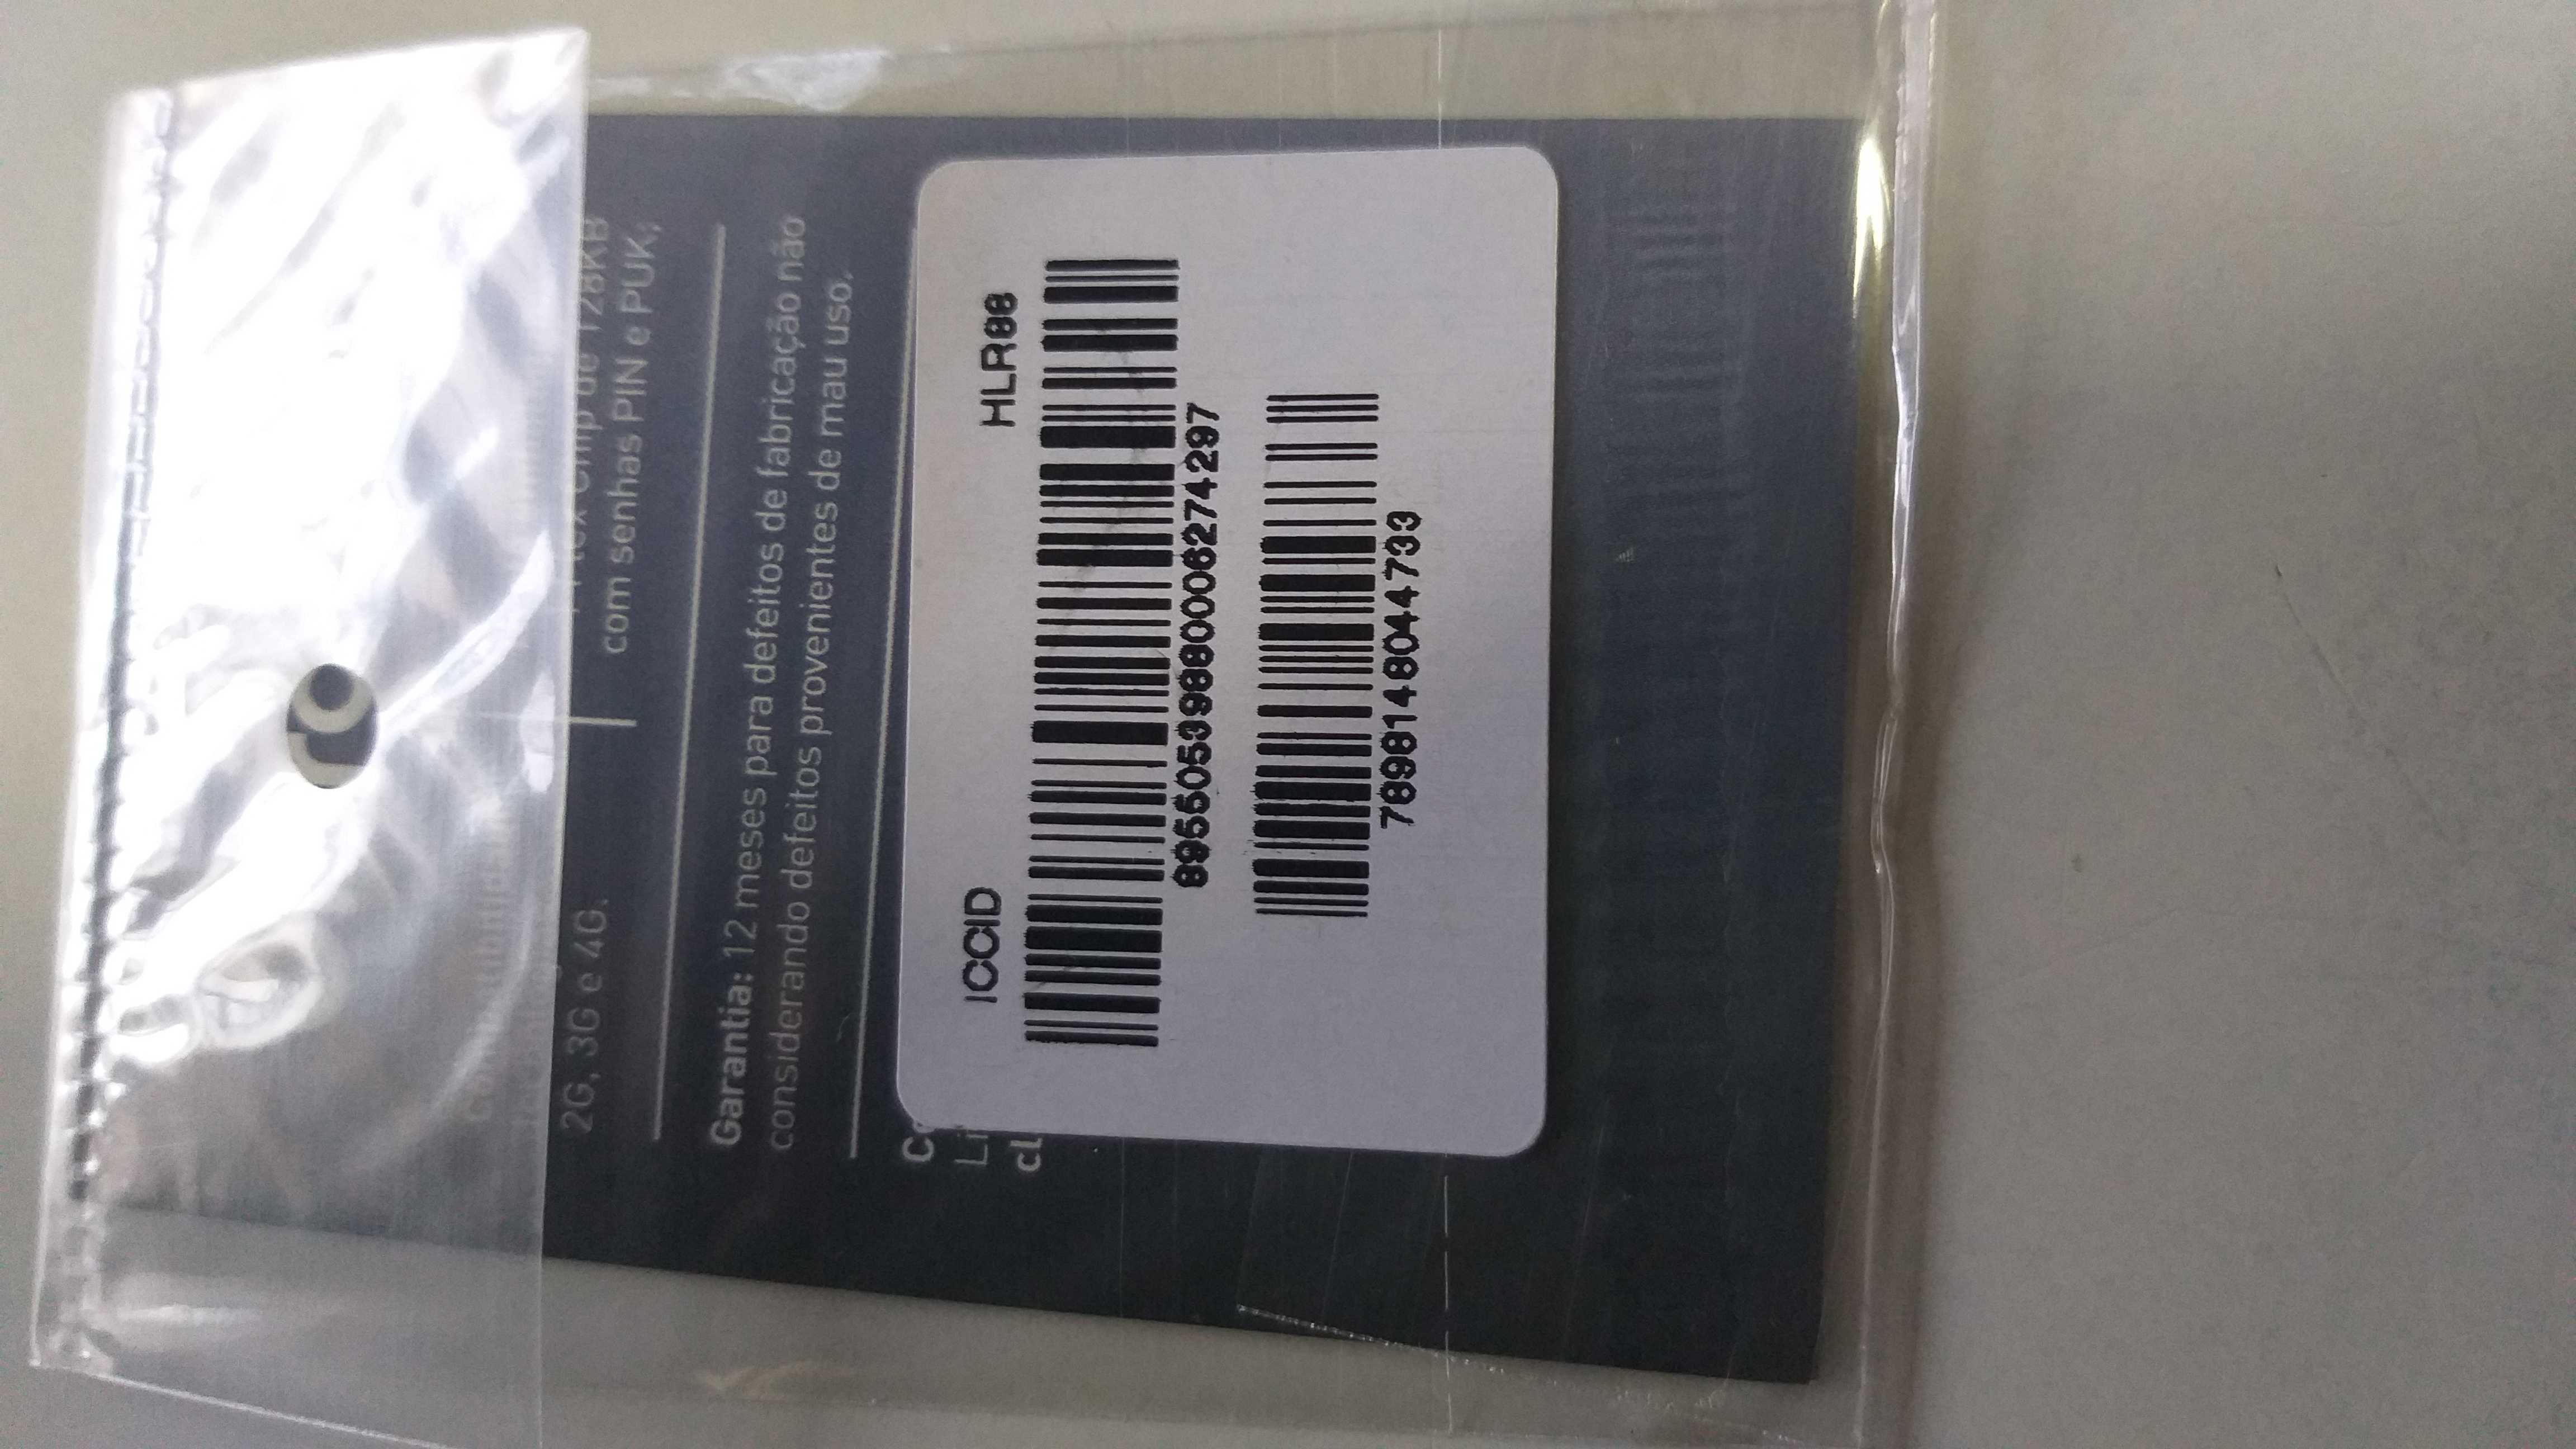 2G, 3G e 4G.
com senhas PIN e PUK;
Garantia: 12 meses para defeitos de fabricação não
considerando defeitos provenientes de mau uso.
ICCID HLR88
89550539880006274297
7898148044733